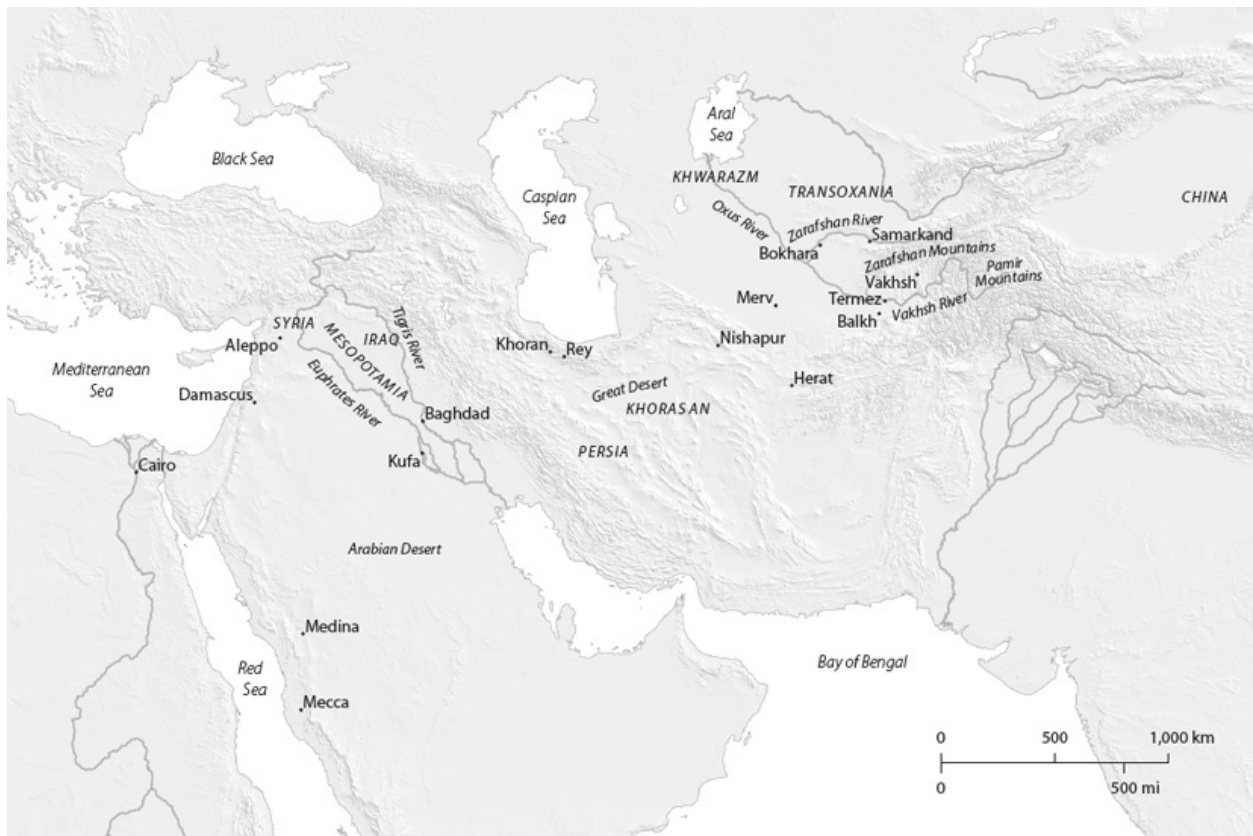 Aral
Sea
Black Sea
KHWARAZM
TRANSOXANIA
CHINA
Caspian
Sea
Oxus River
Zarafshan River
Samarkand
Bokhara
Zarafshan Mountains
Pamir
Mountains
Vakhsh
Merv
Termez
Vakhsh River
Balkh
SYRIA
Tigris River
IRAQ
MESOPOTAMIA
Aleppo
Khoran
Rey
Nishapur
Mediterranean
Sea
Euphrates River
Great Desert
Herat
Damascus
KHORASAN
Baghdad
PERSIA
Kufa
Cairo
Arabian Desert
Medina
Bay of Bengal
Red
Sea
Mecca
0 500 1,000 km
0 500 mi